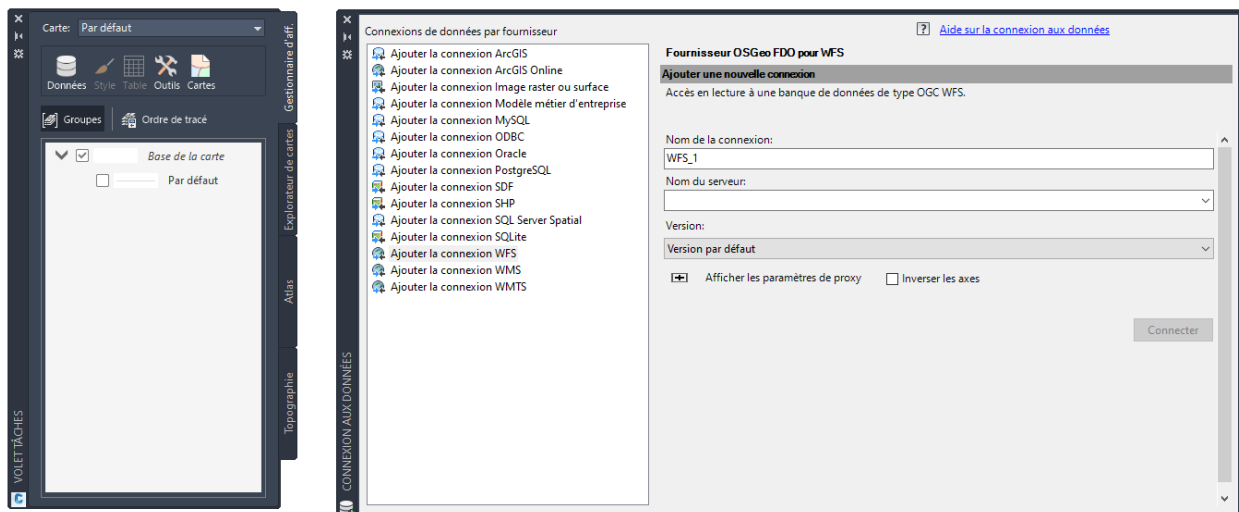 Carte: Par défaut
Données Style Table Outils Cartes
Groupes Ordre de tracé
Base de la carte
Par défaut
Gestionnaire d'aff.
Explorateur de cartes
Atlas
Topographie
VOLET TÂCHES
Connexions de données par fournisseur
Ajouter la connexion ArcGIS
Ajouter la connexion ArcGIS Online
Ajouter la connexion Image raster ou surface
Ajouter la connexion Modèle métier d'entreprise
Ajouter la connexion MySQL
Ajouter la connexion ODBC
Ajouter la connexion Oracle
Ajouter la connexion PostgreSQL
Ajouter la connexion SDF
Ajouter la connexion SHP
Ajouter la connexion SQL Server Spatial
Ajouter la connexion SQLite
Ajouter la connexion WFS
Ajouter la connexion WMS
Ajouter la connexion WMTS
CONNEXION AUX DONNÉES
? Aide sur la connexion aux données
Fournisseur OSGeo FDO pour WFS
Ajouter une nouvelle connexion
Accès en lecture à une banque de données de type OGC WFS.
Nom de la connexion:
WFS_1
Nom du serveur:
Version:
Version par défaut
Afficher les paramètres de proxy Inverser les axes
Connecter